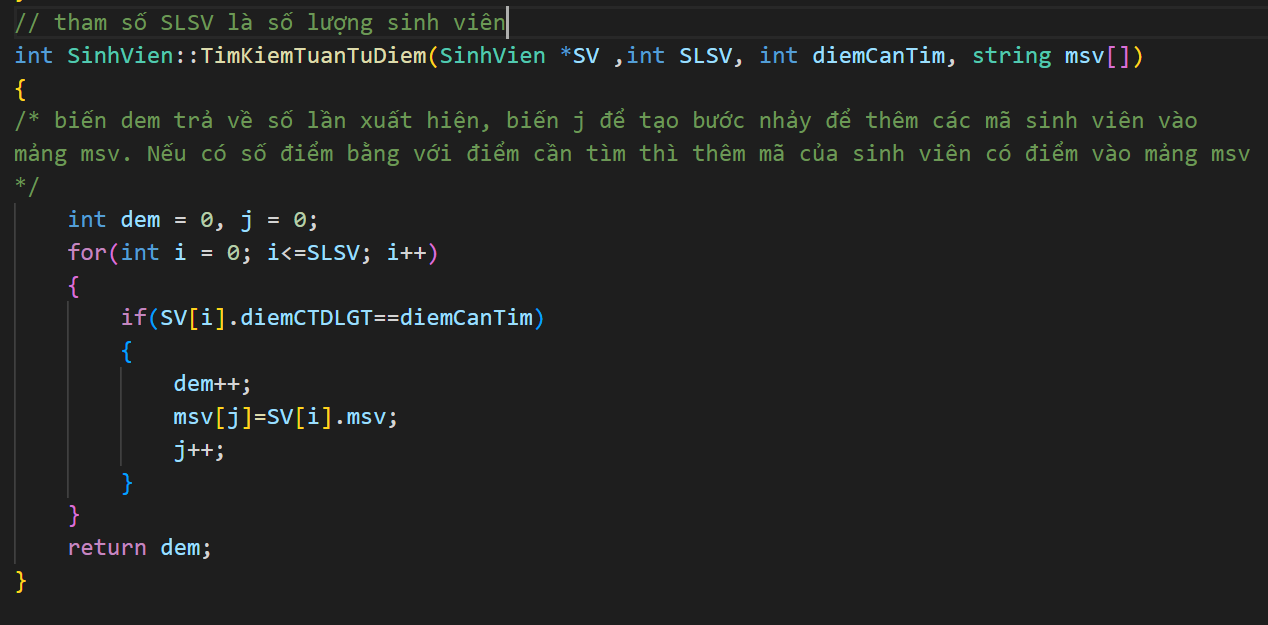 // tham số SLSV là số lượng sinh viên
int SinhVien::TimKiemTuanTuDiem(SinhVien *SV ,int SLSV, int diemCanTim, string msv[])
{
/* biến dem trả về số lần xuất hiện, biến j để tạo bước nhảy để thêm các mã sinh viên vào
mảng msv. Nếu có số điểm bằng với điểm cần tìm thì thêm mã của sinh viên có điểm vào mảng msv
*/
    int dem = 0, j = 0;
    for(int i = 0; i<=SLSV; i++)
    {
        if(SV[i].diemCTDLGT==diemCanTim)
        {
            dem++;
            msv[j]=SV[i].msv;
            j++;
        }
    }
    return dem;
}